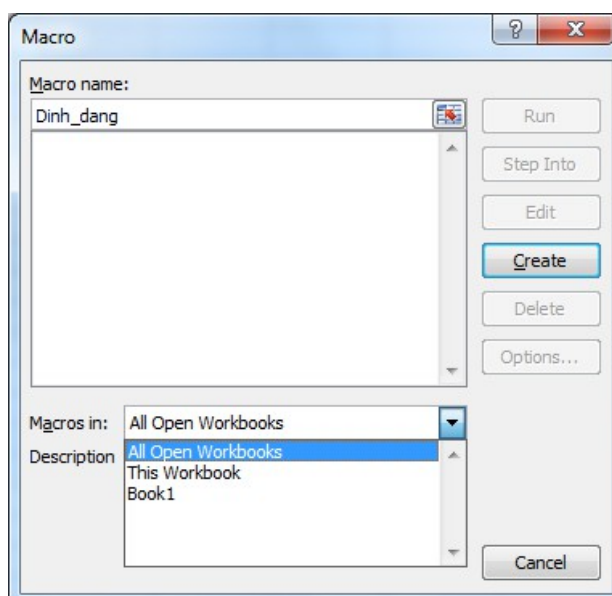 Macro
?
Macro name:
Dinh_dang
Run
Step Into
Edit
Create
Delete
Options...
Macros in:
All Open Workbooks
Description
All Open Workbooks
This Workbook
Book1
Cancel